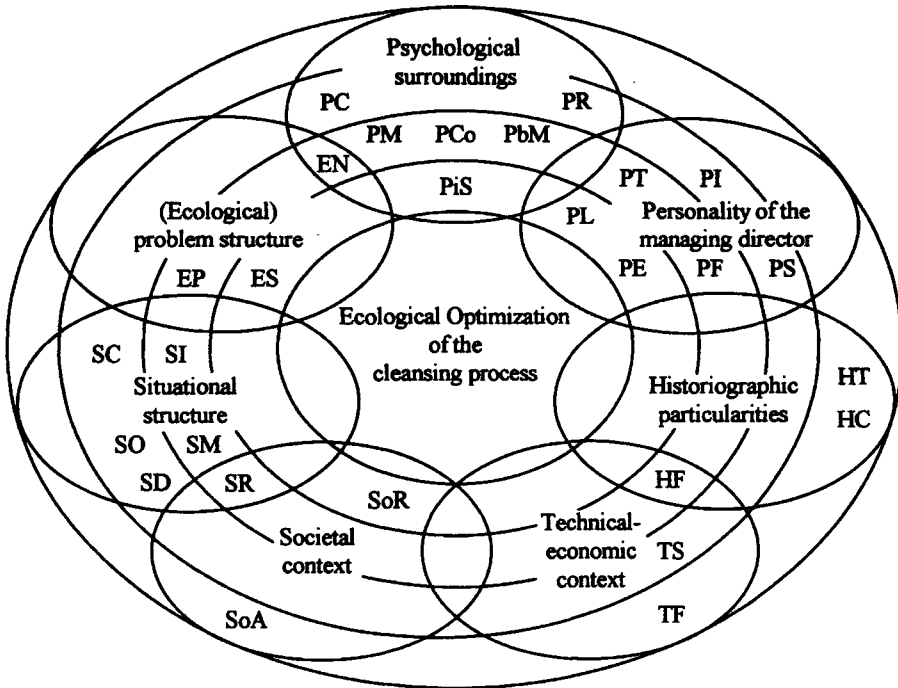 Psychological
surroundings
PC PR
PM PCo PbM
EN PT PI
PiS
PL
(Ecological)
problem structure
Personality of the
managing director
EP ES PE PF PS
Ecological Optimization
of the
cleansing process
SC SI
HT
Situational
structure
Historiographic
particularities
HC
SO SM
SD SR HF
SoR
Societal
context
Technical-
economic
context
TS
SoA TF